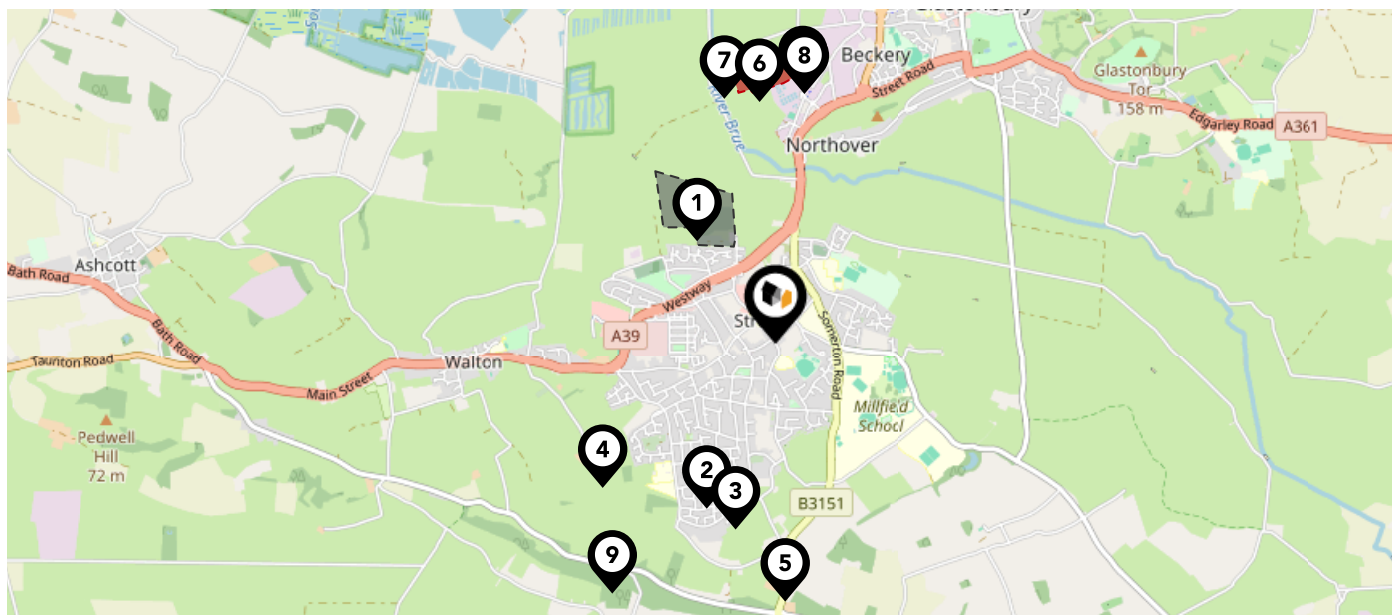 7
6
8
Beckery
Street Road
Glastonbury
Tor
158 m
Edgarley Road
A361
River Brue
Northover
1
Ashcott
Bath Road
Westway
A39
Somerton Road
Bath Road
Taunton Road
Walton
Main Street
Millfield
School
Pedwell
Hill
72 m
4
2
3
B3151
9
5